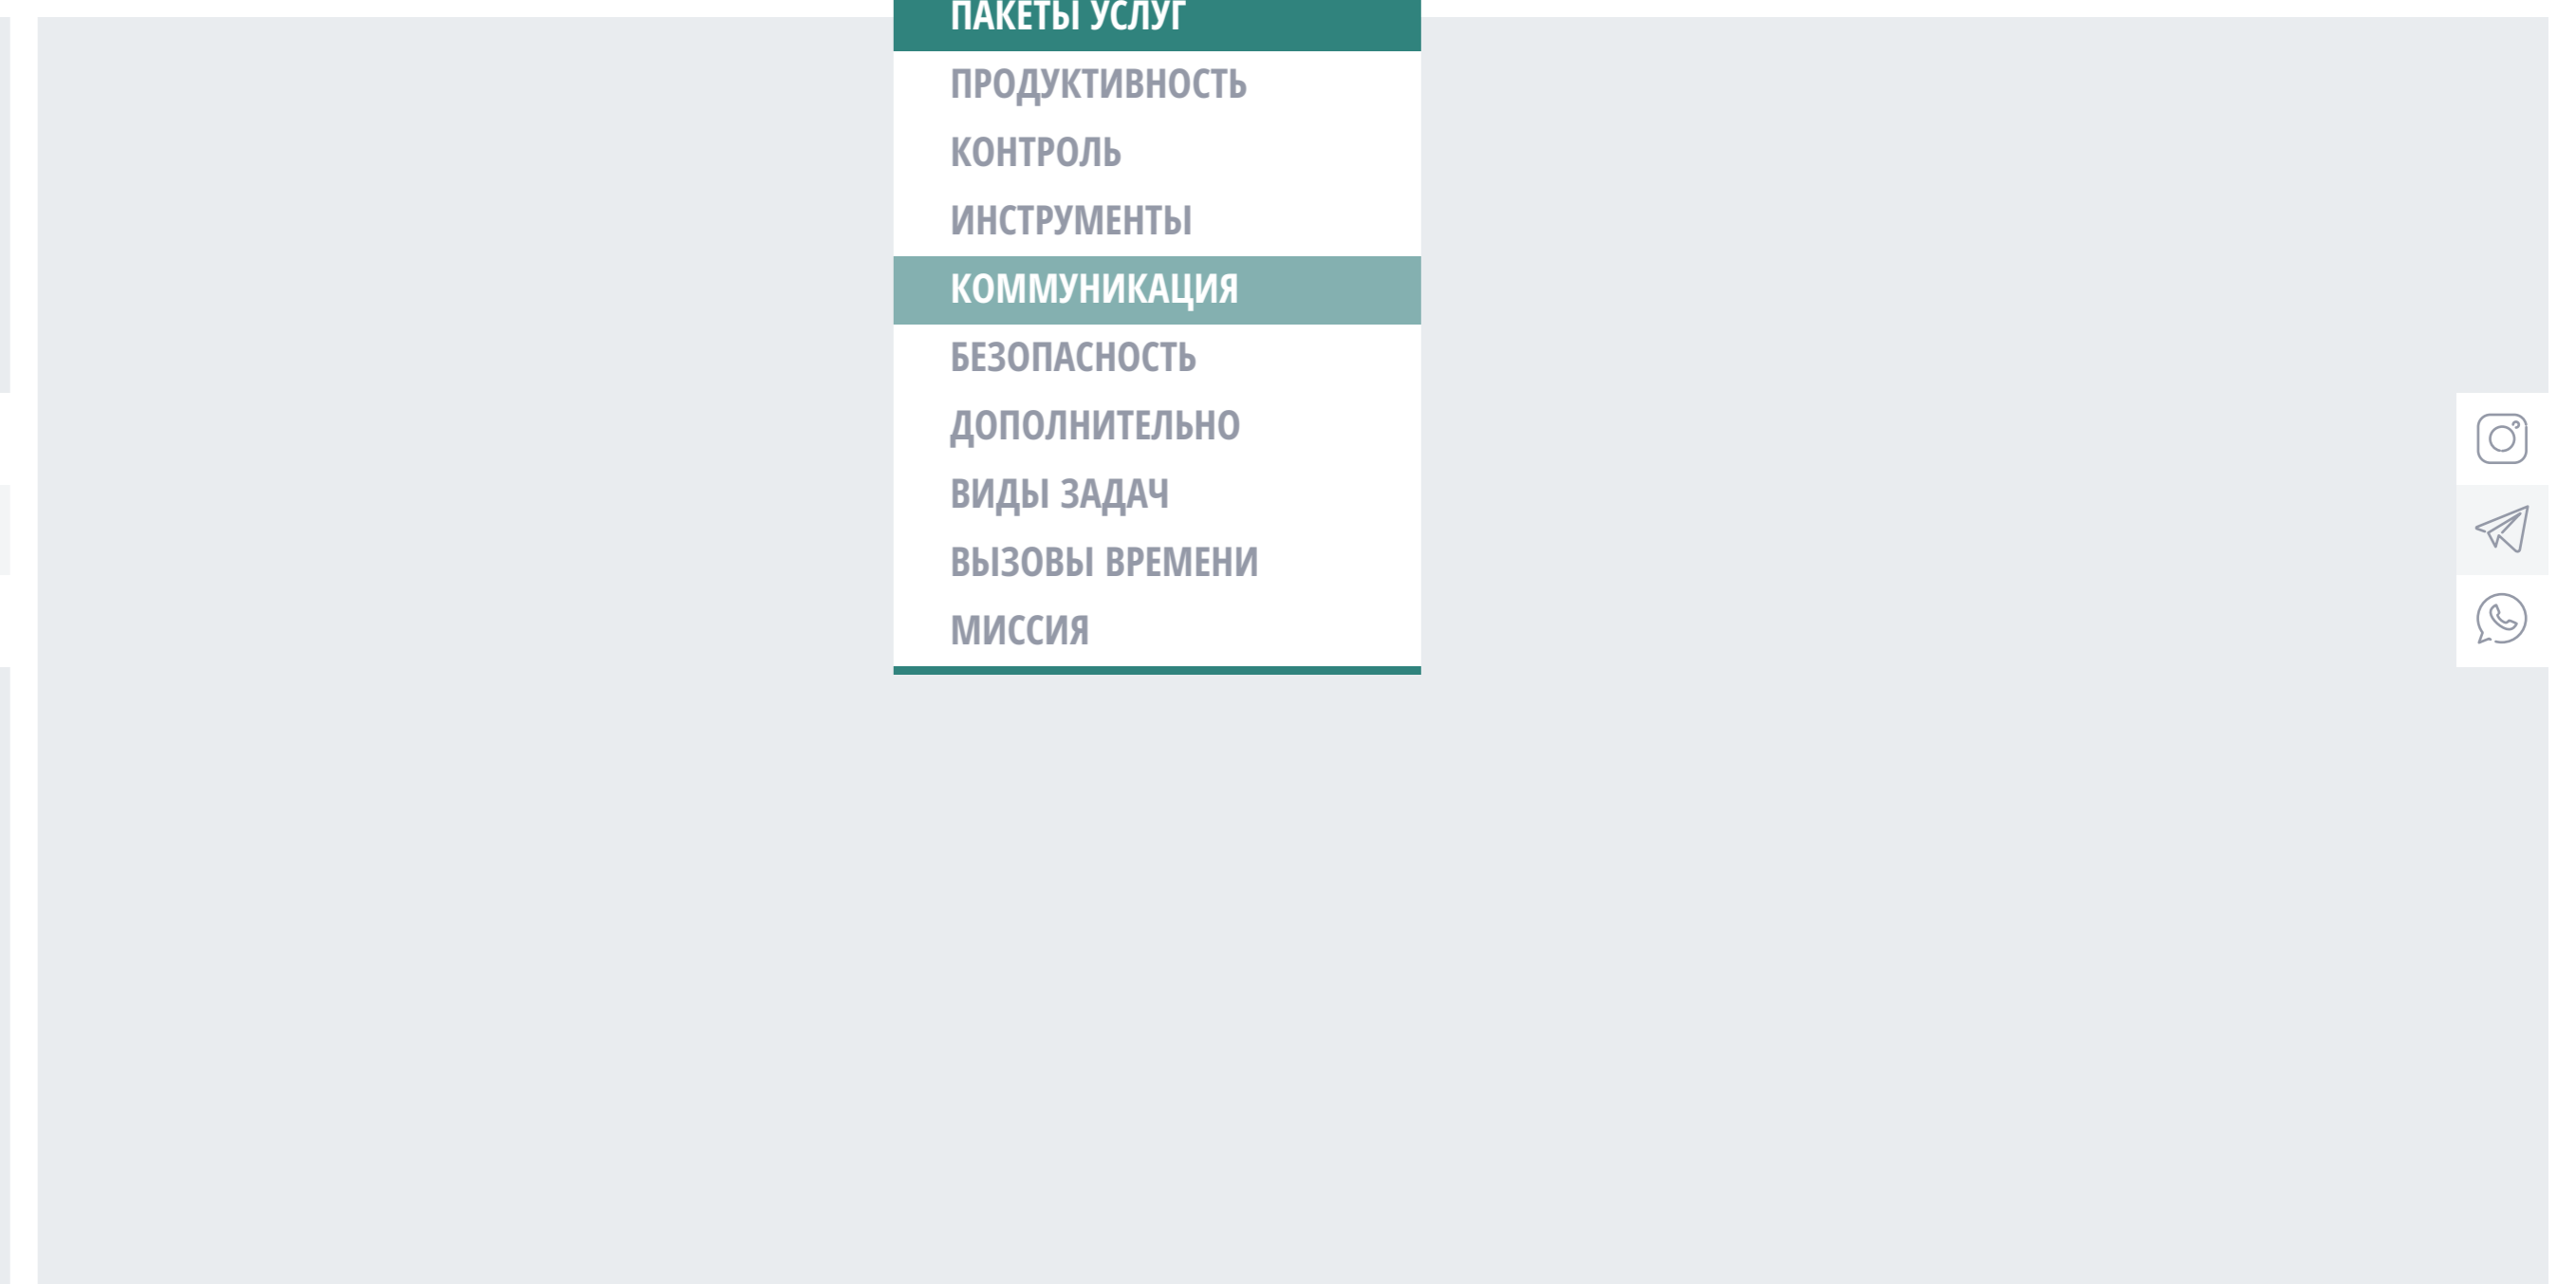 ПАКЕТЫ УСЛУГ
ПРОДУКТИВНОСТЬ
КОНТРОЛЬ
ИНСТРУМЕНТЫ
КОММУНИКАЦИЯ
БЕЗОПАСНОСТЬ
ДОПОЛНИТЕЛЬНО
ВИДЫ ЗАДАЧ
ВЫЗОВЫ ВРЕМЕНИ
МИССИЯ